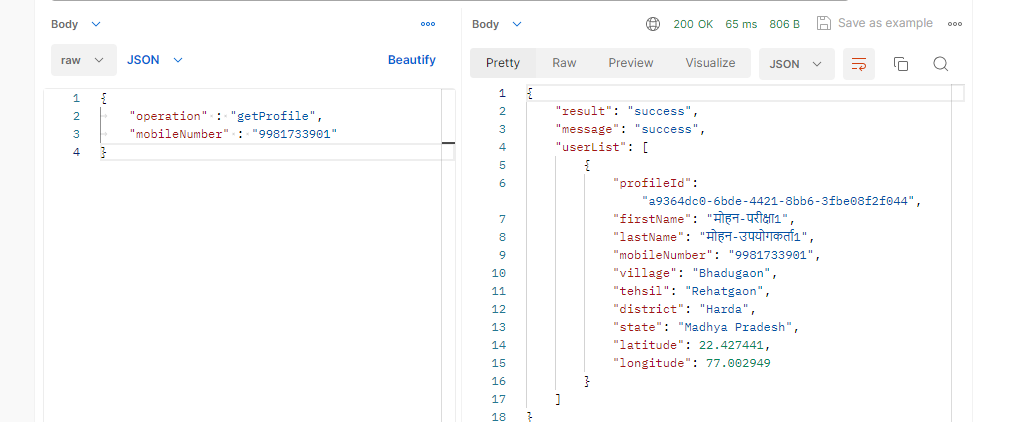 Body
raw JSON Beautify
1 {
2 "operation" : "getProfile",
3 "mobileNumber" : "9981733901"
4 }
Body 200 OK 65 ms 806 B Save as example
Pretty Raw Preview Visualize JSON
1 {
2 "result": "success",
3 "message": "success",
4 "userList": [
5 {
6 "profileId":
"a9364dc0-6bde-4421-8bb6-3fbe08f2f044",
7 "firstName": "मोहन-परीक्षा1",
8 "lastName": "मोहन-उपयोगकर्ता1",
9 "mobileNumber": "9981733901",
10 "village": "Bhadugaon",
11 "tehsil": "Rehatgaon",
12 "district": "Harda",
13 "state": "Madhya Pradesh",
14 "latitude": 22.427441,
15 "longitude": 77.002949
16 }
17 ]
18 }